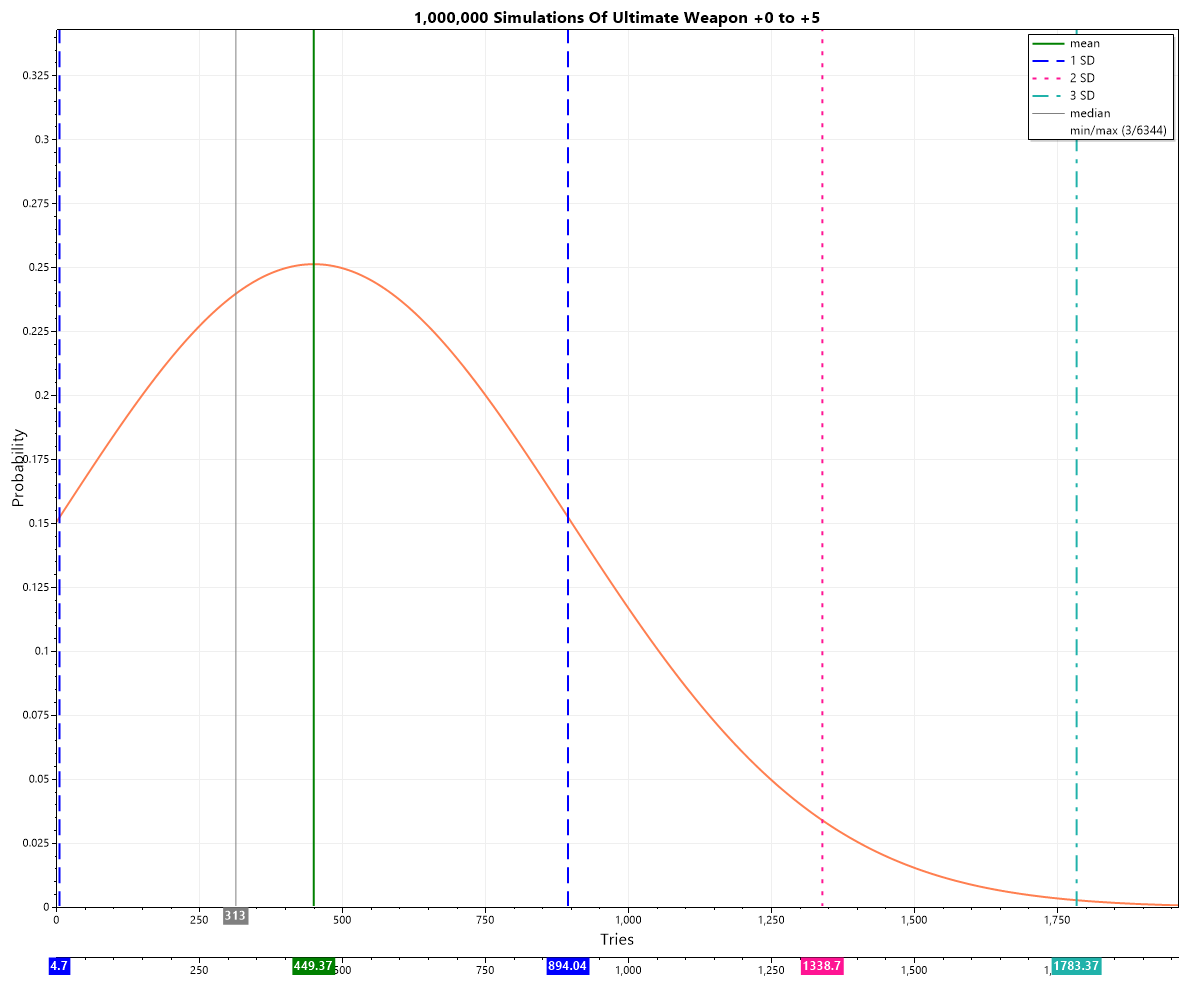 1,000,000 Simulations Of Ultimate Weapon +0 to +5
mean
1 SD
2 SD
3 SD
median
min/max (3/6344)
Probability
0.325
0.3
0.275
0.25
0.225
0.2
0.175
0.15
0.125
0.1
0.075
0.05
0.025
0
0 250 313 500 750 1,000 1,250 1,500 1,750
Tries
4.7 250 449.37 500 750 894.04 1,000 1,250 1338.7 1,500 1783.37